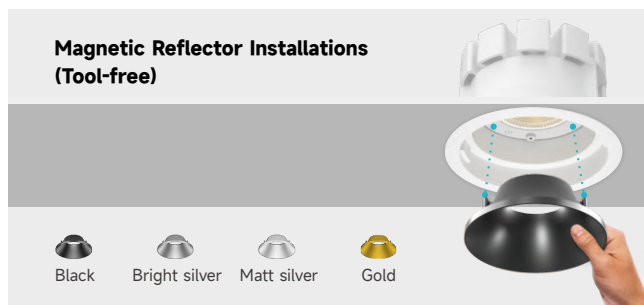 Magnetic Reflector Installations
(Tool-free)
Black
Bright silver
Matt silver
Gold